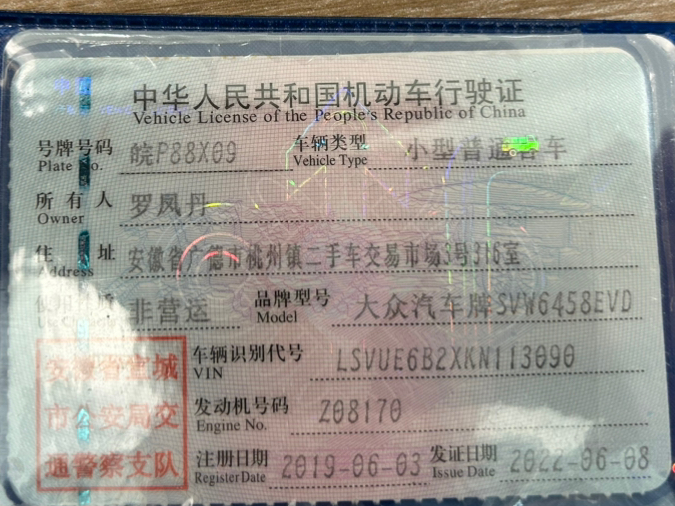 中华人民共和国机动车行驶证
Vehicle License of the People's Republic of China
号牌号码 皖P88X09 车辆类型 小型普通客车
Plate No. Vehicle Type
所有人 罗凤丹
Owner
住址 安徽省广德市桃州镇二手车交易市场3号316室
Address
使用性质 非营运 品牌型号 大众汽车牌SVW6458EVD
Model
安徽省宣城 车辆识别代号 LSVUE6B2XKN113090
VIN
市公安局交 发动机号码 Z08170
Engine No.
通警察支队 注册日期 2019-06-03 发证日期 2022-06-08
Register Date Issue Date